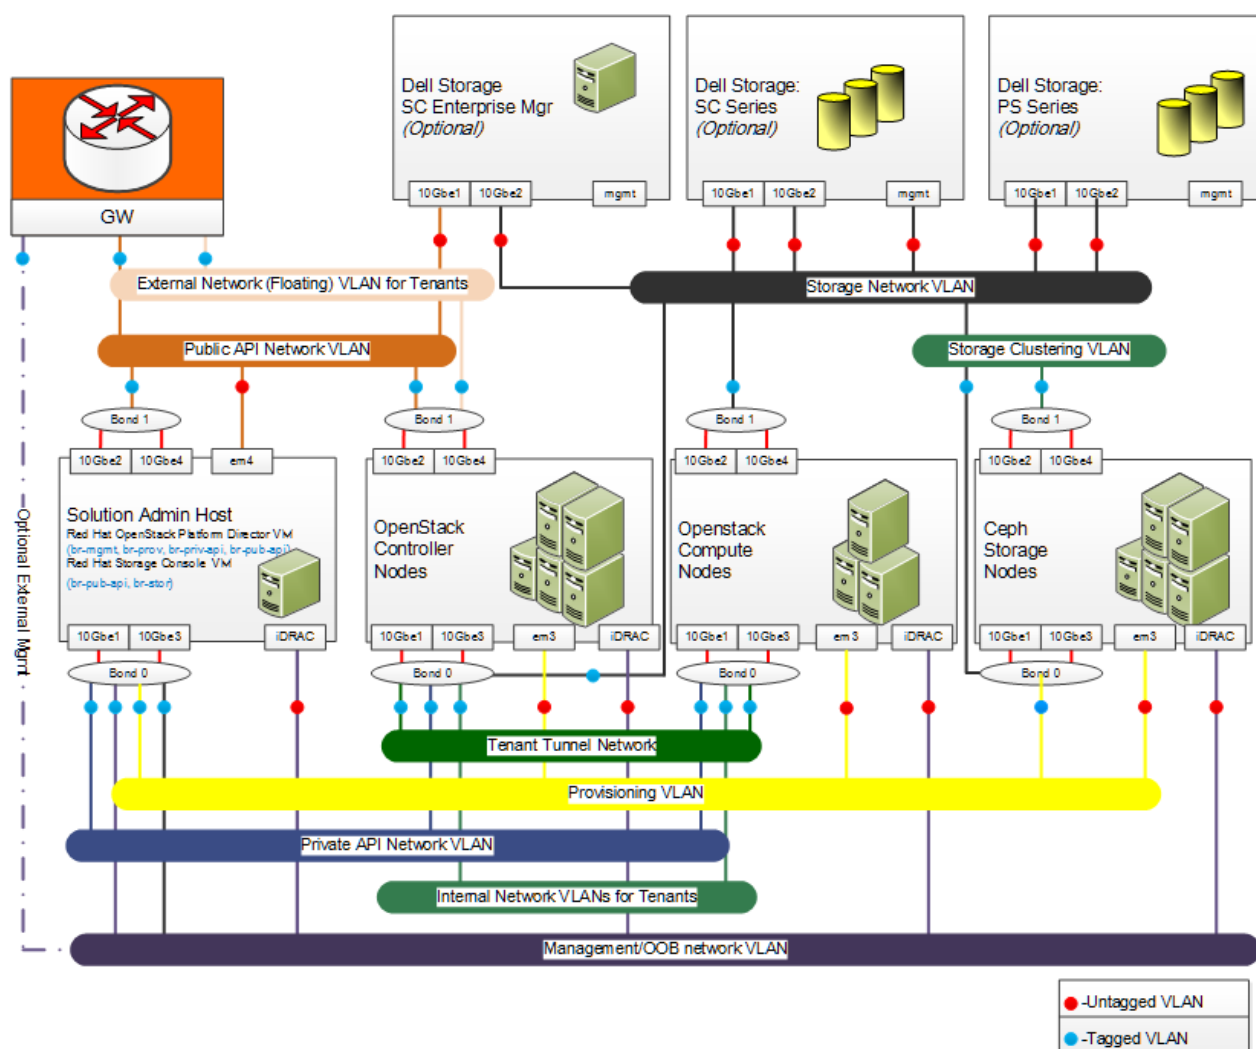 Dell Storage
SC Enterprise Mgr
(Optional)
10Gbe1
10Gbe2
mgmt
Dell Storage:
SC Series
(Optional)
10Gbe1
10Gbe2
mgmt
Dell Storage:
PS Series
(Optional)
10Gbe1
10Gbe2
mgmt
GW
External Network (Floating) VLAN for Tenants
Storage Network VLAN
Public API Network VLAN
Storage Clustering VLAN
Bond 1
Bond 1
Bond 1
Bond 1
10Gbe2
10Gbe4
em4
10Gbe2
10Gbe4
10Gbe2
10Gbe4
10Gbe2
10Gbe4
Solution Admin Host
Red Hat OpenStack Platform Director VM
(br-mgmt, br-prov, br-priv-api, br-pub-api)
Red Hat Storage Console VM
(br-pub-api, br-stor)
OpenStack
Controller
Nodes
Openstack
Compute
Nodes
Ceph
Storage
Nodes
10Gbe1
10Gbe3
iDRAC
10Gbe1
10Gbe3
em3
iDRAC
10Gbe1
10Gbe3
em3
iDRAC
10Gbe1
10Gbe3
em3
iDRAC
Bond 0
Bond 0
Bond 0
Bond 0
Optional External Mgmt
Tenant Tunnel Network
Provisioning VLAN
Private API Network VLAN
Internal Network VLANs for Tenants
Management/OOB network VLAN
-Untagged VLAN
-Tagged VLAN